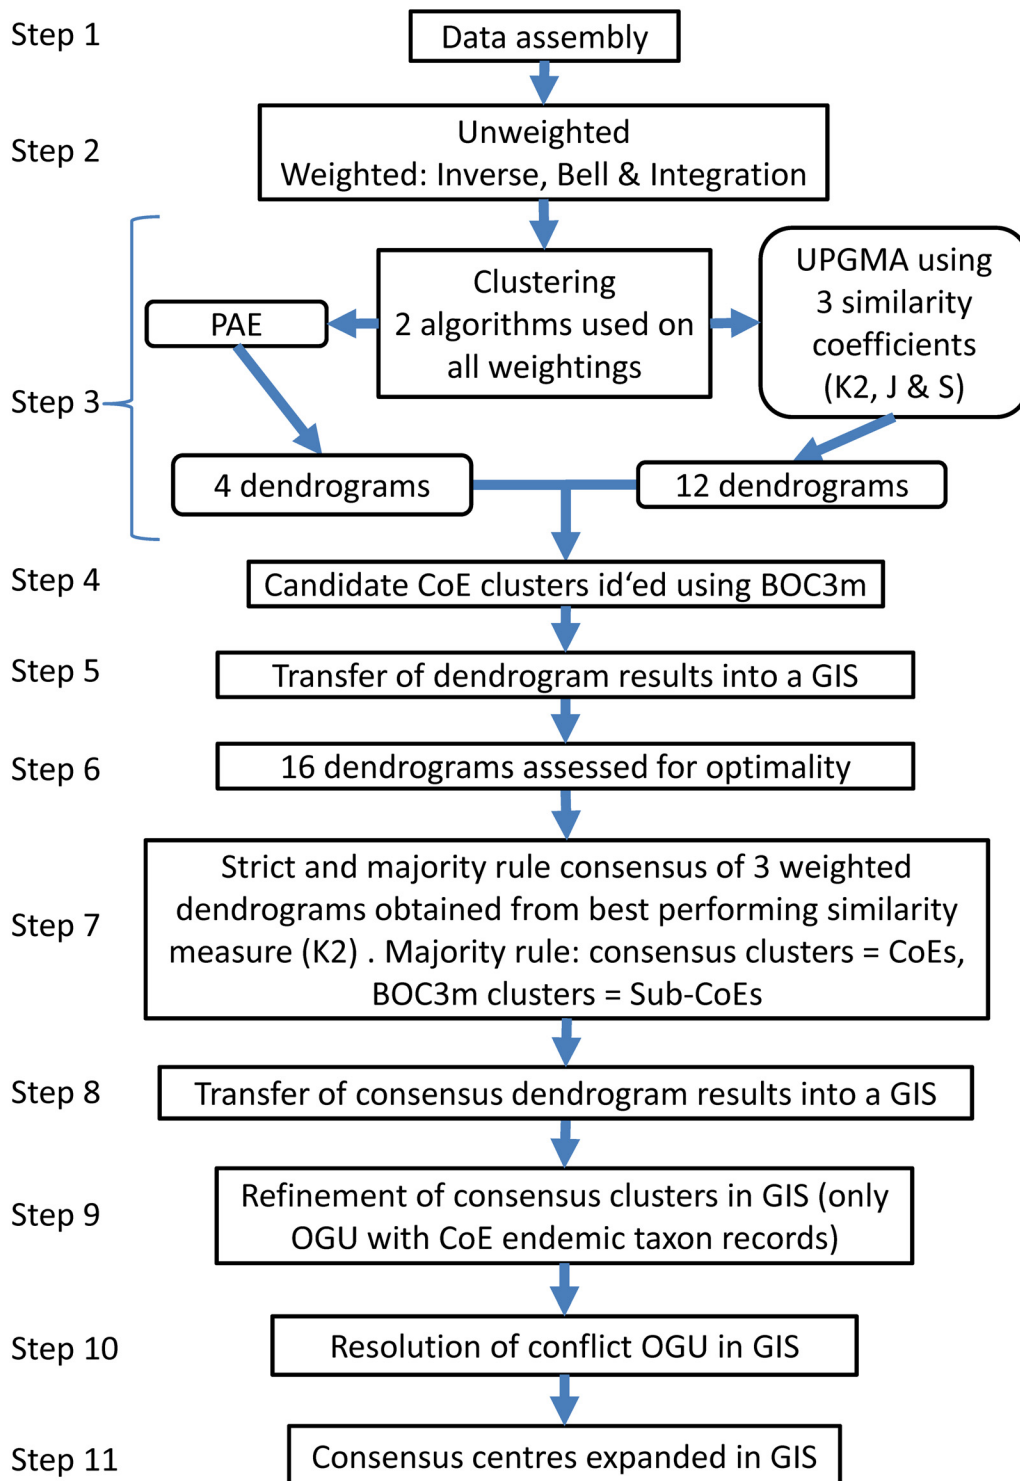 Step 1
Data assembly
Step 2
Unweighted
Weighted: Inverse, Bell & Integration
Step 3
Clustering
2 algorithms used on
all weightings
PAE
UPGMA using
3 similarity
coefficients
(K2, J & S)
4 dendrograms
12 dendrograms
Step 4
Candidate CoE clusters id‘ed using BOC3m
Step 5
Transfer of dendrogram results into a GIS
Step 6
16 dendrograms assessed for optimality
Step 7
Strict and majority rule consensus of 3 weighted
dendrograms obtained from best performing similarity
measure (K2) . Majority rule: consensus clusters = CoEs,
BOC3m clusters = Sub-CoEs
Step 8
Transfer of consensus dendrogram results into a GIS
Step 9
Refinement of consensus clusters in GIS (only
OGU with CoE endemic taxon records)
Step 10
Resolution of conflict OGU in GIS
Step 11
Consensus centres expanded in GIS